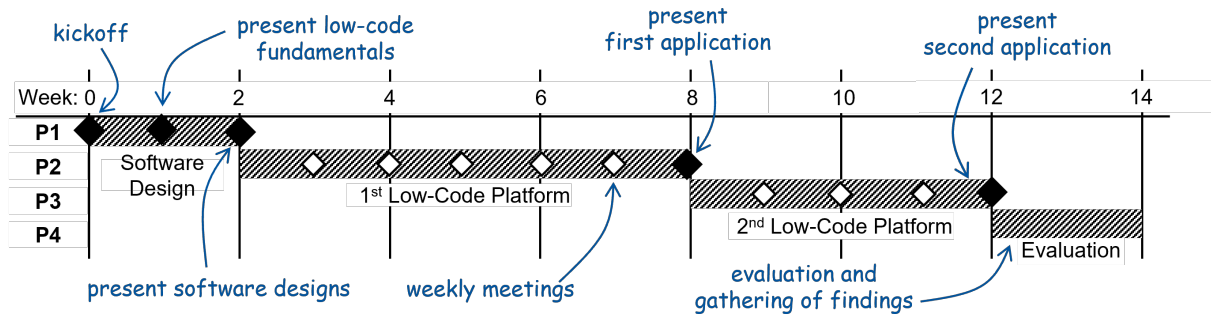 kickoff
present low-code
fundamentals
present
first application
present
second application
Week: 0 2 4 6 8 10 12 14
P1
Software
Design
P2
1st Low-Code Platform
P3
2nd Low-Code Platform
P4
Evaluation
present software designs
weekly meetings
evaluation and
gathering of findings